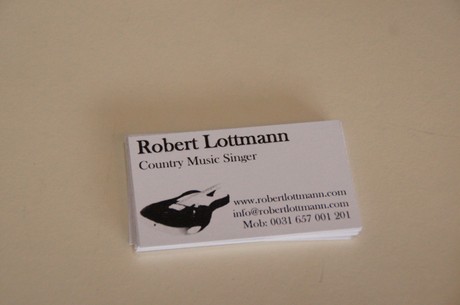 Robert Lottmann
Country Music Singer
www.robertlottmann.com
info@robertlottmann.com
Mob: 0031 657 001 201